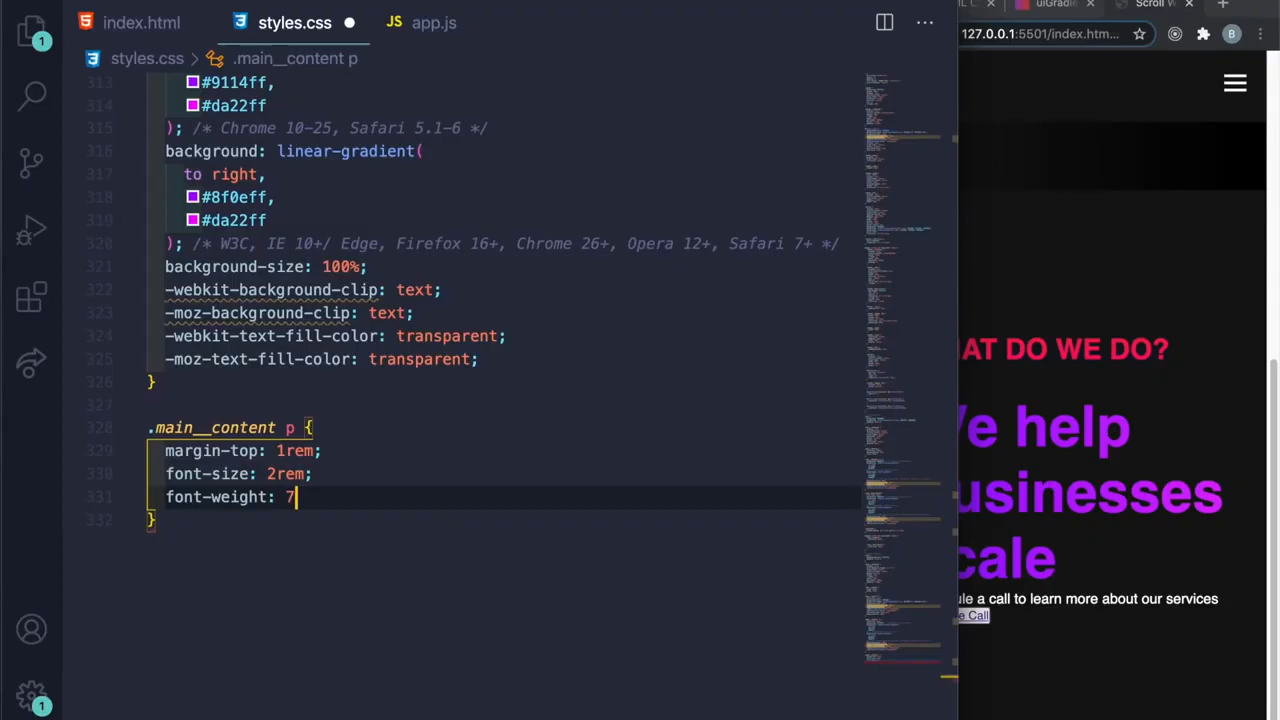 index.html
styles.css
JS app.js
styles.css > .main__content p
313 #9114ff,
314 #da22ff
315 ); /* Chrome 10-25, Safari 5.1-6 */
316 background: linear-gradient(
317 to right,
318 #8f0eff,
319 #da22ff
320 ); /* W3C, IE 10+/ Edge, Firefox 16+, Chrome 26+, Opera 12+, Safari 7+ */
321 background-size: 100%;
322 -webkit-background-clip: text;
323 -moz-background-clip: text;
324 -webkit-text-fill-color: transparent;
325 -moz-text-fill-color: transparent;
326 }
327
328 .main__content p {
329 margin-top: 1rem;
330 font-size: 2rem;
331 font-weight: 7
332 }
1
1
uiGradie
Scroll W
127.0.0.1:5501/index.htm...
B
AT DO WE DO?
e help
usinesses
cale
ule a call to learn more about our services
e Call